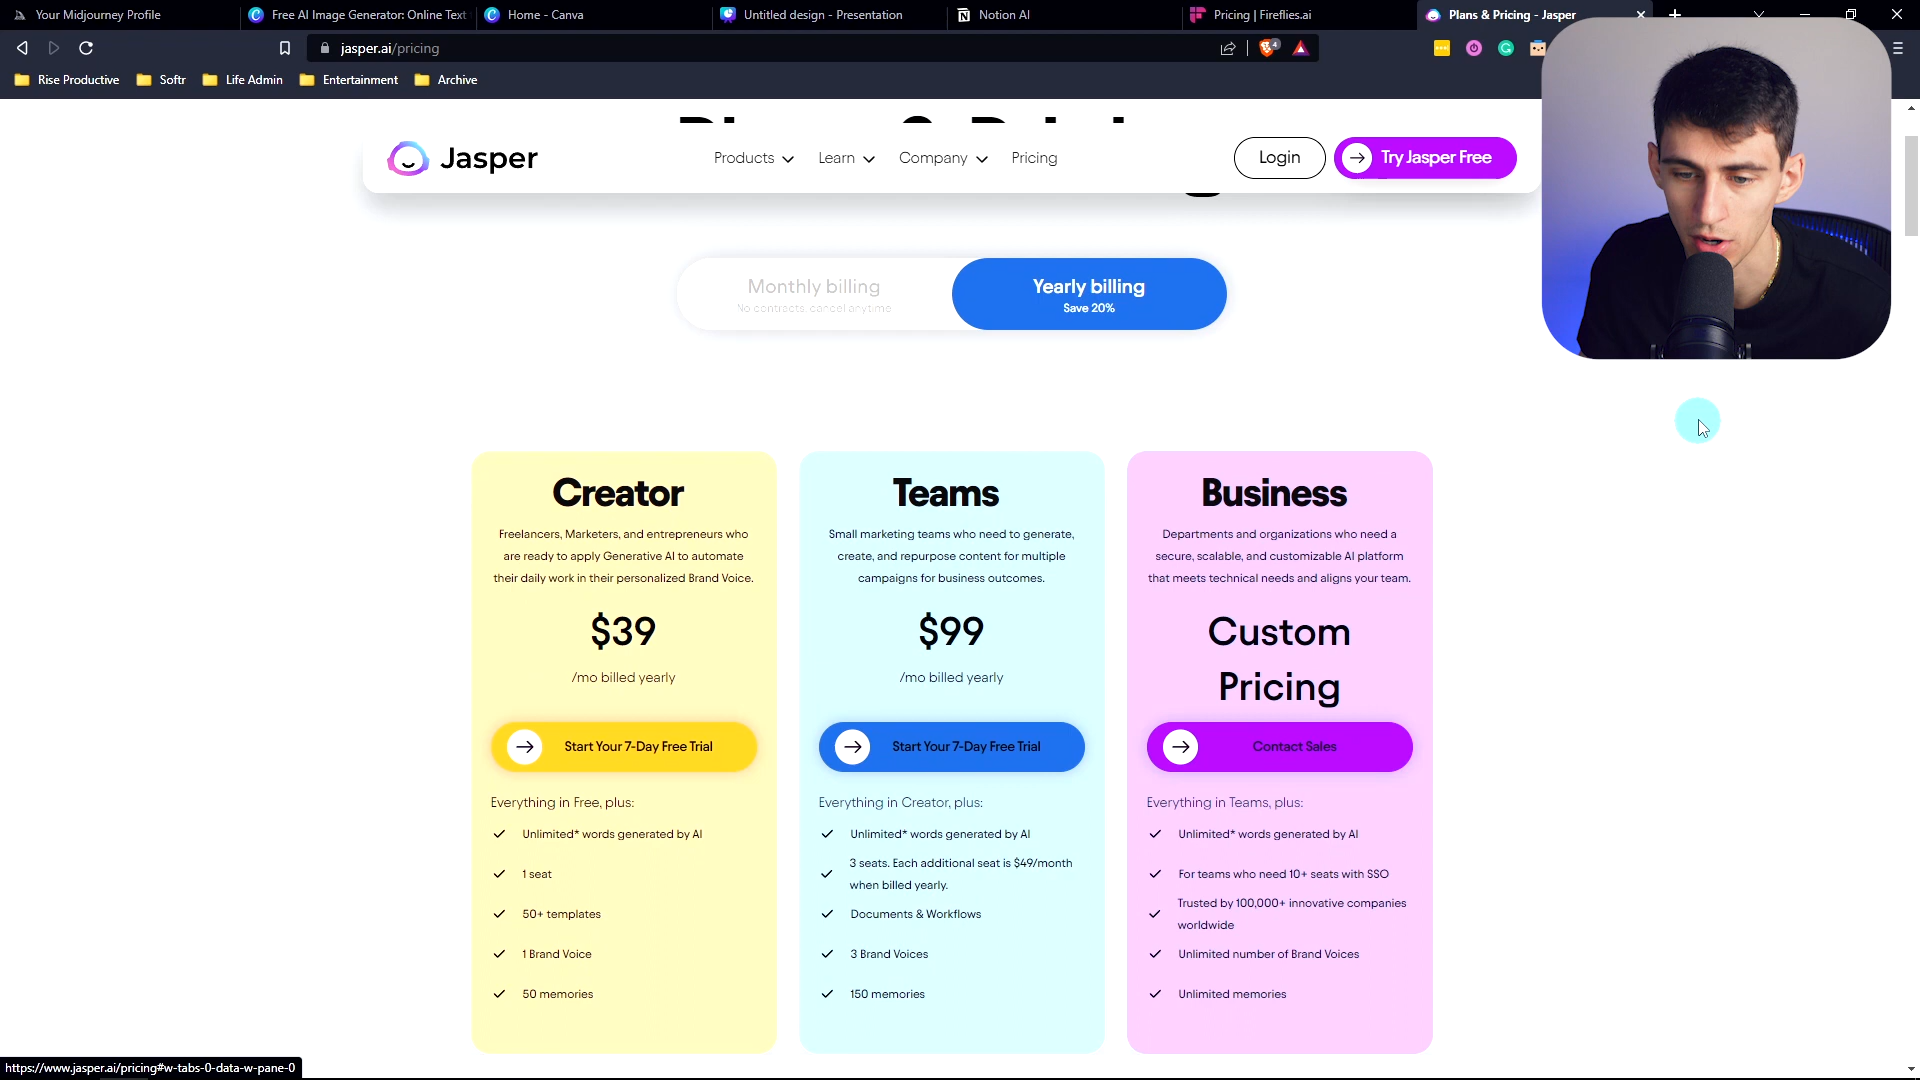 Your Midjourney Profile
Free AI Image Generator: Online Text
Home - Canva
Untitled design - Presentation
Notion AI
Pricing | Fireflies.ai
Plans & Pricing - Jasper
jasper.ai/pricing
4
Rise Productive
Softr
Life Admin
Entertainment
Archive
Jasper
Products
Learn
Company
Pricing
Login
Try Jasper Free
Monthly billing
No contracts, cancel anytime
Yearly billing
Save 20%
Creator
Freelancers, Marketers, and entrepreneurs who
are ready to apply Generative AI to automate
their daily work in their personalized Brand Voice.
$39
/mo billed yearly
Start Your 7-Day Free Trial
Everything in Free, plus:
Unlimited* words generated by AI
1 seat
50+ templates
1 Brand Voice
50 memories
Teams
Small marketing teams who need to generate,
create, and repurpose content for multiple
campaigns for business outcomes.
$99
/mo billed yearly
Start Your 7-Day Free Trial
Everything in Creator, plus:
Unlimited* words generated by AI
3 seats. Each additional seat is $49/month
when billed yearly.
Documents & Workflows
3 Brand Voices
150 memories
Business
Departments and organizations who need a
secure, scalable, and customizable AI platform
that meets technical needs and aligns your team.
Custom
Pricing
Contact Sales
Everything in Teams, plus:
Unlimited* words generated by AI
For teams who need 10+ seats with SSO
Trusted by 100,000+ innovative companies
worldwide
Unlimited number of Brand Voices
Unlimited memories
https://www.jasper.ai/pricing#w-tabs-0-data-w-pane-0